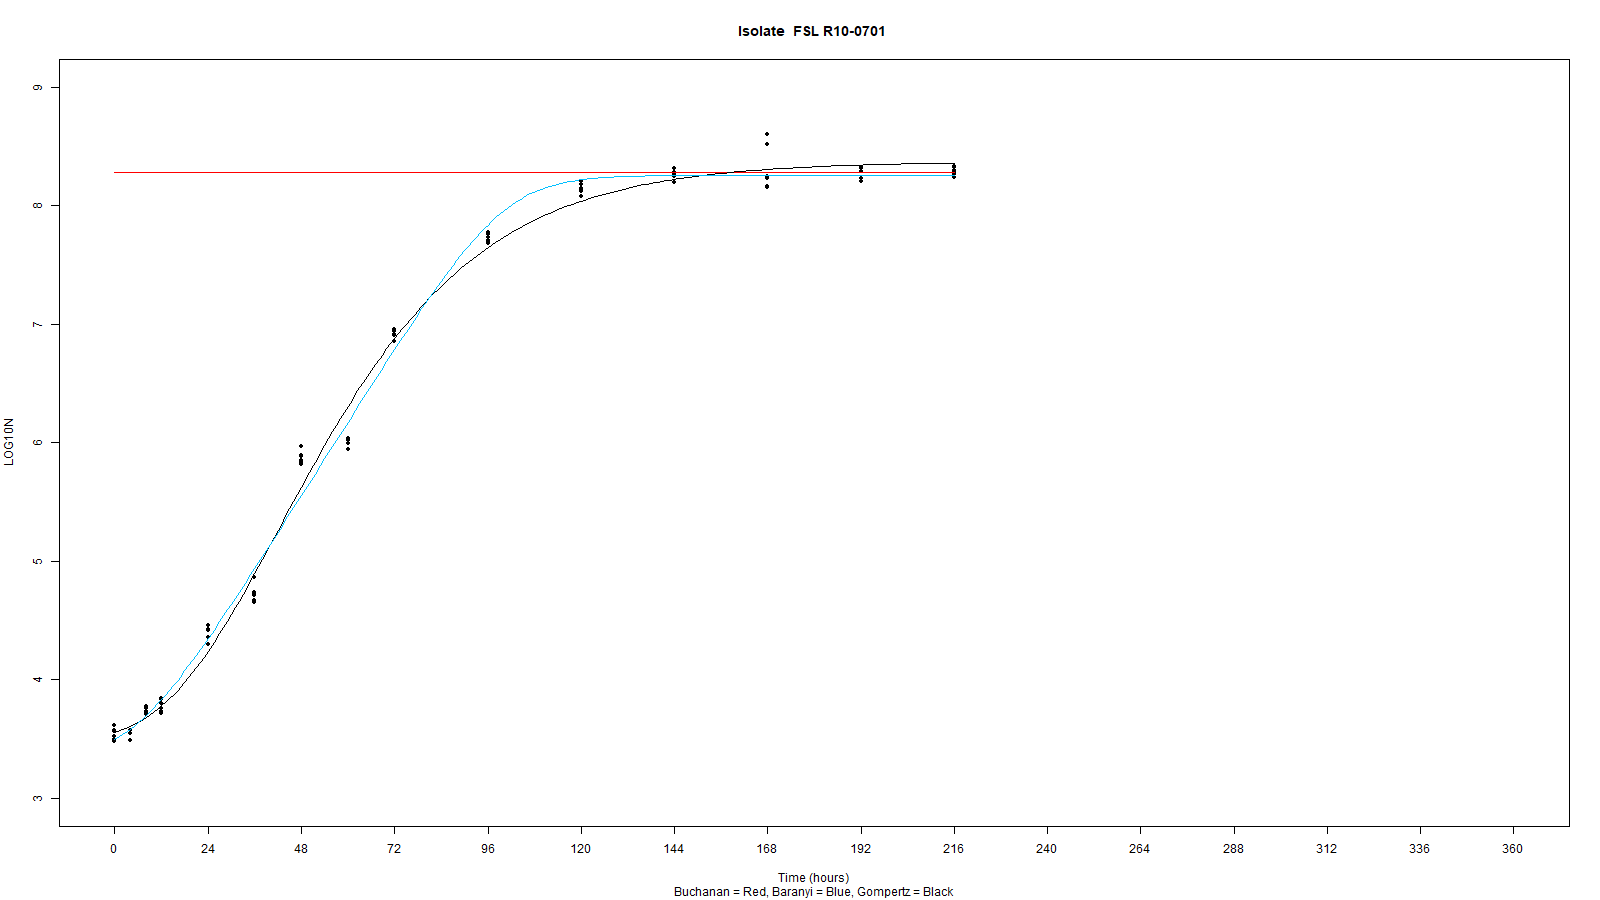 Isolate  FSL R10-0701
9
8
7
6
5
4
3
LOG10N
0 24 48 72 96 120 144 168 192 216 240 264 288 312 336 360
Time (hours)
Buchanan = Red, Baranyi = Blue, Gompertz = Black